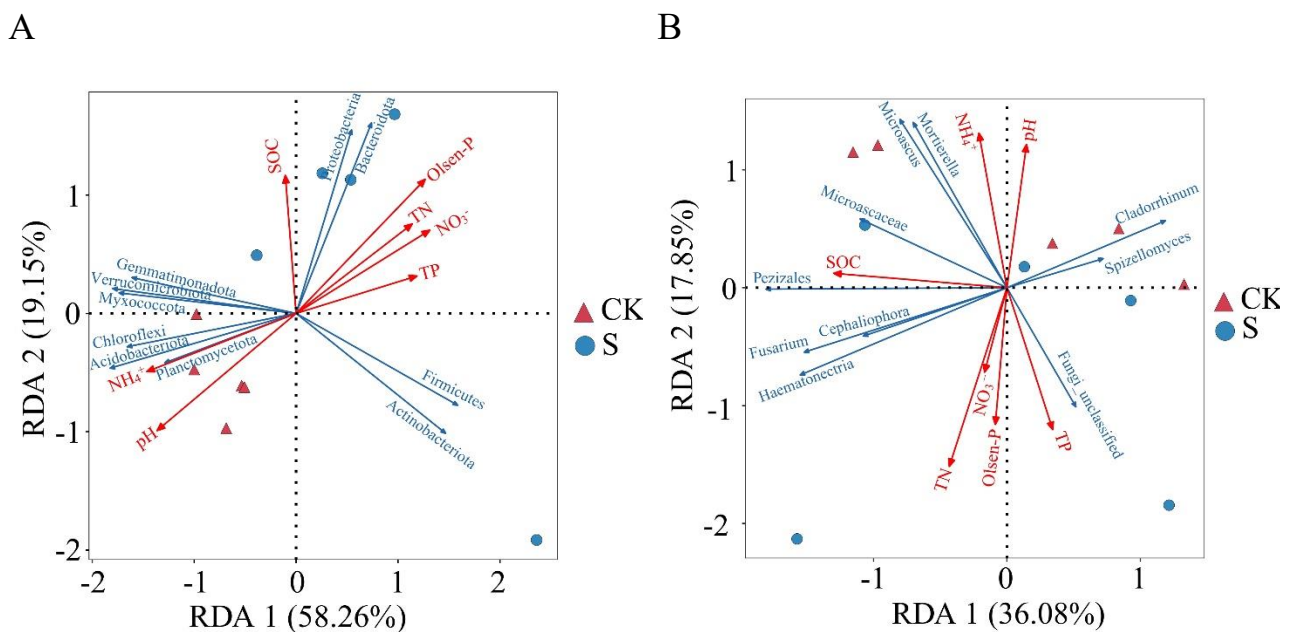 A
B
Proteobacteria
Bacteroidota
SOC
Olsen-P
TN
NO₃⁻
TP
Gemmatimonadota
Verrucomicrobiota
Myxococcota
Chloroflexi
Acidobacteriota
Planctomycetota
NH₄⁺
pH
Firmicutes
Actinobacteriota
1
0
-1
-2
-2
-1
0
1
2
RDA 2 (19.15%)
RDA 1 (58.26%)
CK
S
Microascus
Mortierella
NH₄⁺
pH
Microascaceae
Cladorrhinum
Spizellomyces
SOC
Pezizales
Cephaliophora
Fusarium
Haematonectria
NO₃⁻
Olsen-P
TN
TP
Fungi_unclassified
1
0
-1
-2
-1
0
1
RDA 2 (17.85%)
RDA 1 (36.08%)
CK
S